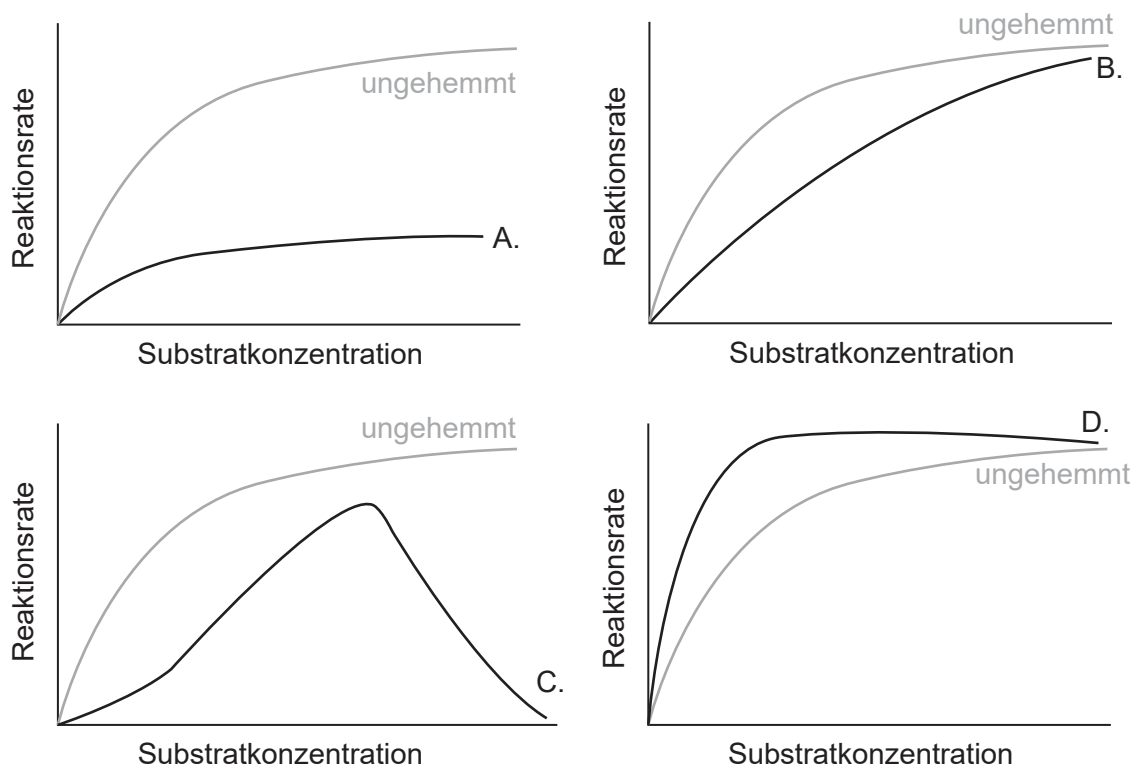 ungehemmt
Reaktionsrate
A.
Substratkonzentration
ungehemmt
Reaktionsrate
B.
Substratkonzentration
ungehemmt
Reaktionsrate
C.
Substratkonzentration
D.
ungehemmt
Reaktionsrate
Substratkonzentration